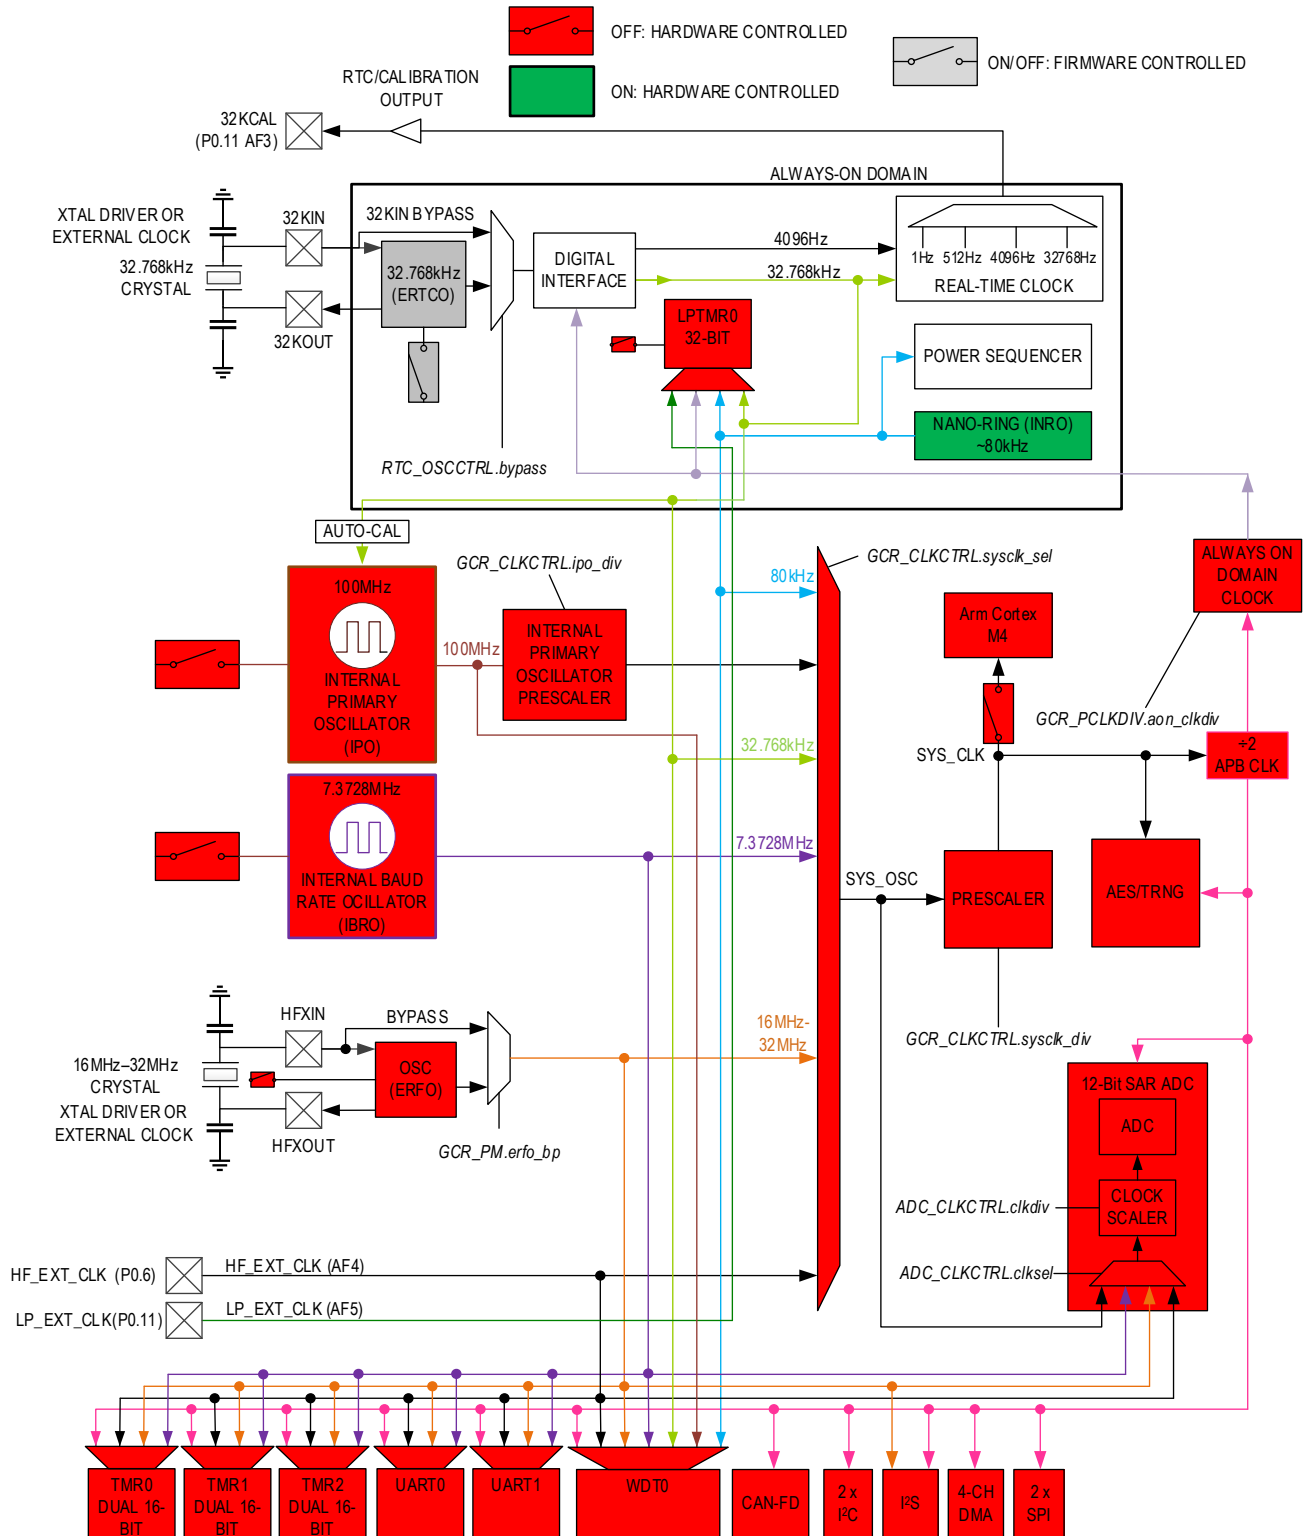 OFF: HARDWARE CONTROLLED
ON/OFF: FIRMWARE CONTROLLED
ON: HARDWARE CONTROLLED
RTC/CALIBRATION
OUTPUT
32KCAL
(P0.11 AF3)
ALWAYS-ON DOMAIN
XTAL DRIVER OR
EXTERNAL CLOCK
32.768kHz
CRYSTAL
32KIN
32KOUT
32KIN BYPASS
32.768kHz
(ERTCO)
DIGITAL
INTERFACE
4096Hz
32.768kHz
1Hz 512Hz 4096Hz 32768Hz
REAL-TIME CLOCK
LPTMR0
32-BIT
POWER SEQUENCER
NANO-RING (INRO)
~80kHz
RTC_OSCCTRL.bypass
AUTO-CAL
100MHz
INTERNAL
PRIMARY
OSCILLATOR
(IPO)
100MHz
GCR_CLKCTRL.ipo_div
INTERNAL
PRIMARY
OSCILLATOR
PRESCALER
GCR_CLKCTRL.sysclk_sel
80kHz
32.768kHz
7.3728MHz
16MHz-
32MHz
ALWAYS ON
DOMAIN
CLOCK
Arm Cortex
M4
GCR_PCLKDIV.aon_clkdiv
SYS_CLK
÷2
APB CLK
7.3728MHz
INTERNAL BAUD
RATE OCILLATOR
(IBRO)
SYS_OSC
PRESCALER
AES/TRNG
GCR_CLKCTRL.sysclk_div
HFXIN
BYPASS
16MHz–32MHz
CRYSTAL
XTAL DRIVER OR
EXTERNAL CLOCK
OSC
(ERFO)
HFXOUT
GCR_PM.erfo_bp
12-Bit SAR ADC
ADC
CLOCK
SCALER
ADC_CLKCTRL.clkdiv
ADC_CLKCTRL.clksel
HF_EXT_CLK (P0.6)
HF_EXT_CLK (AF4)
LP_EXT_CLK(P0.11)
LP_EXT_CLK (AF5)
TMR0
DUAL 16-
BIT
TMR1
DUAL 16-
BIT
TMR2
DUAL 16-
BIT
UART0
UART1
WDT0
CAN-FD
2 x
I²C
I²S
4-CH
DMA
2 x
SPI